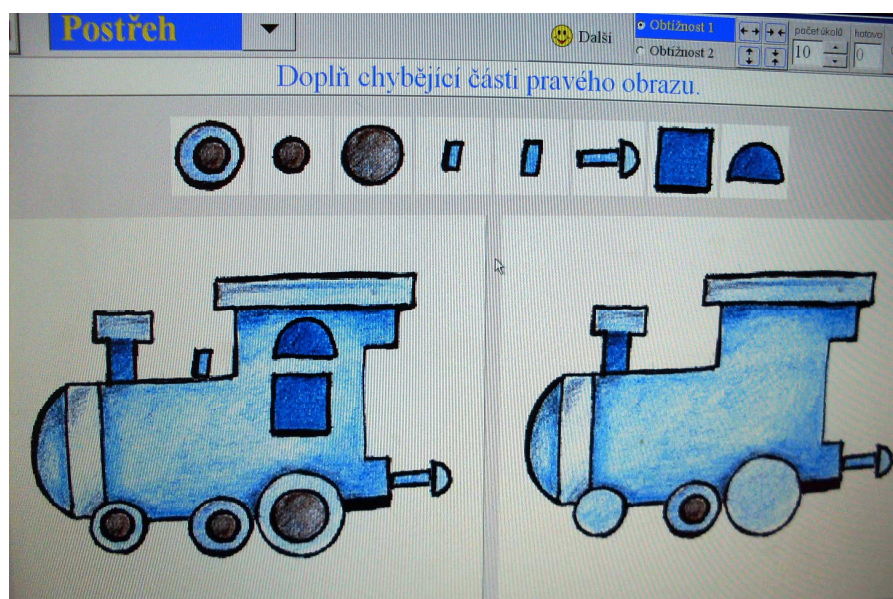 Postřeh
Další
Obtížnost 1
Obtížnost 2
počet úkolů
10
hotovo
0
Doplň chybějící části pravého obrazu.